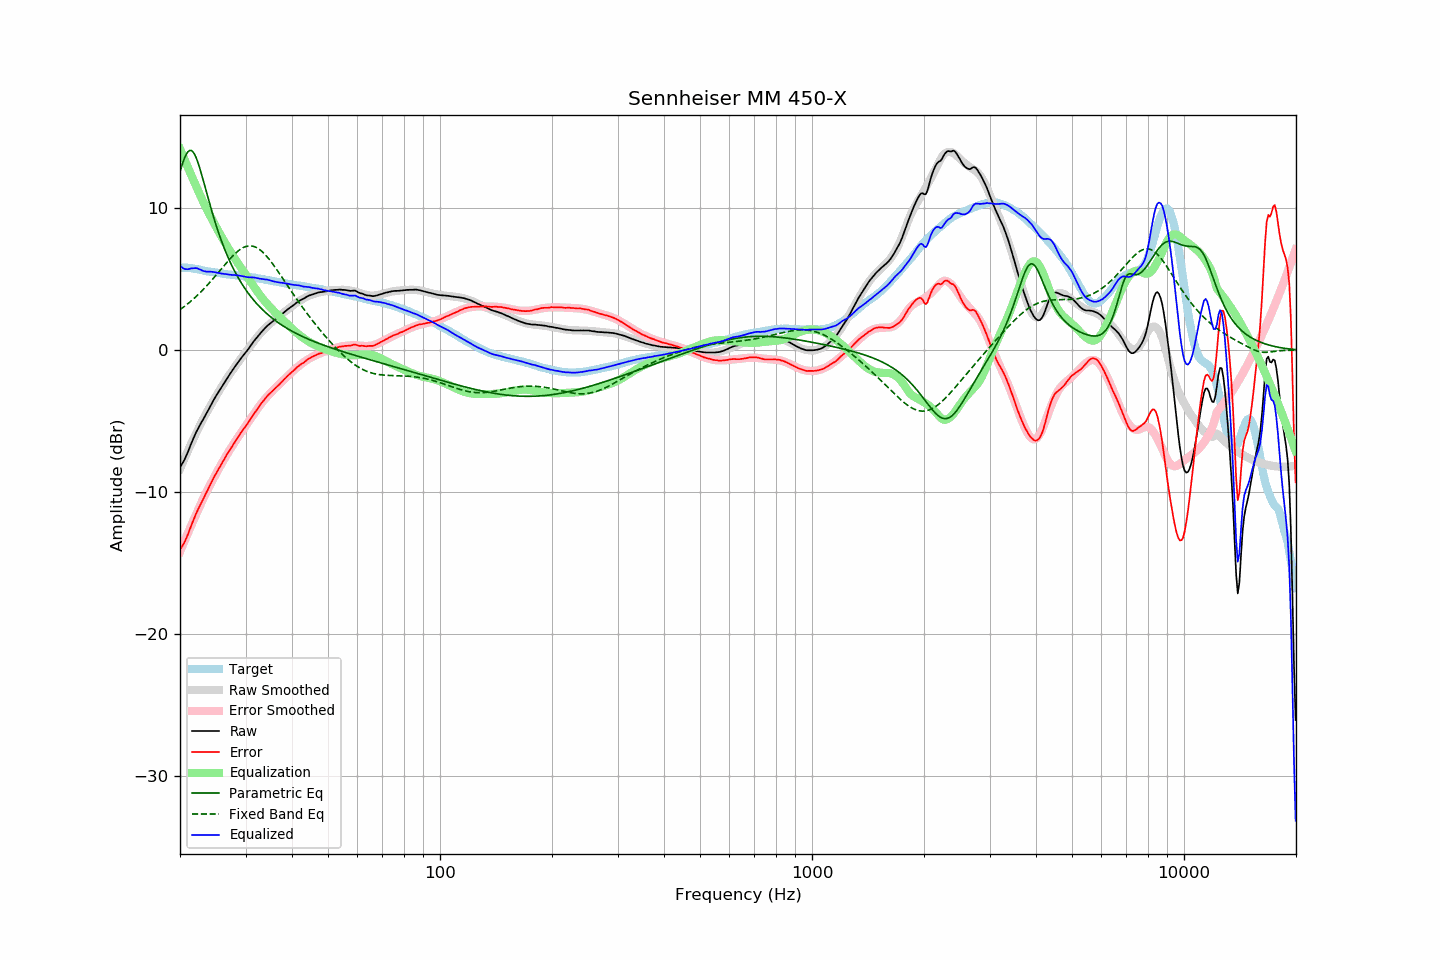 Sennheiser MM 450-X
Amplitude (dBr)
10
0
−10
−20
−30
Target
Raw Smoothed
Error Smoothed
Raw
Error
Equalization
Parametric Eq
Fixed Band Eq
Equalized
100
1000
10000
Frequency (Hz)